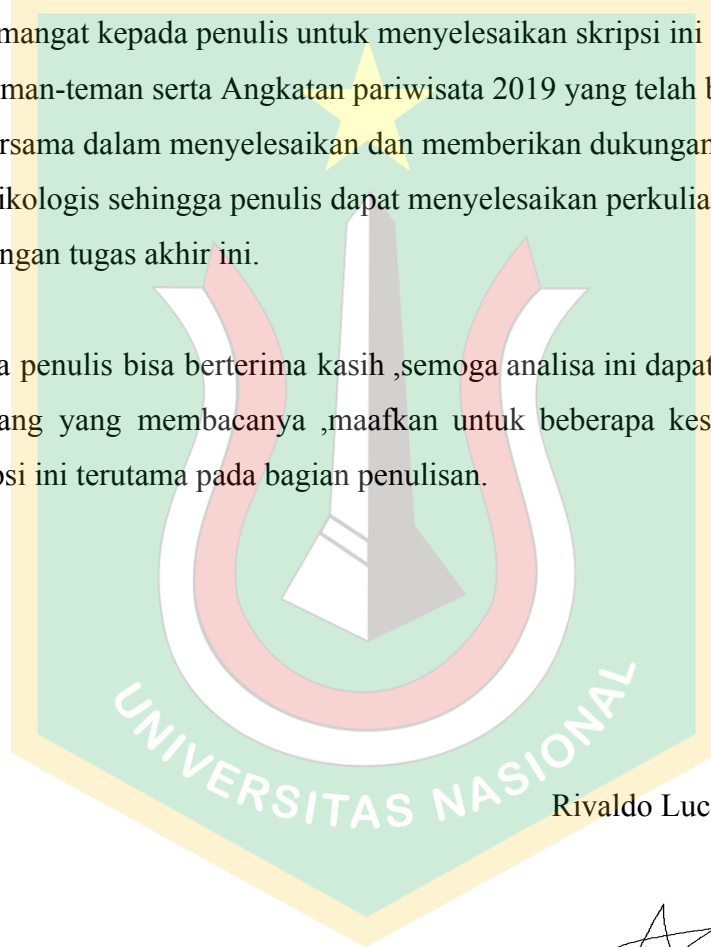 mangat kepada penulis untuk menyelesaikan skripsi ini
man-teman serta Angkatan pariwisata 2019 yang telah b
rsama dalam menyelesaikan dan memberikan dukungan
ikologis sehingga penulis dapat menyelesaikan perkulia
ngan tugas akhir ini.
a penulis bisa berterima kasih ,semoga analisa ini dapat
ang yang membacanya ,maafkan untuk beberapa kes
osi ini terutama pada bagian penulisan.
UNIVERSITAS NASIONAL
Rivaldo Luc